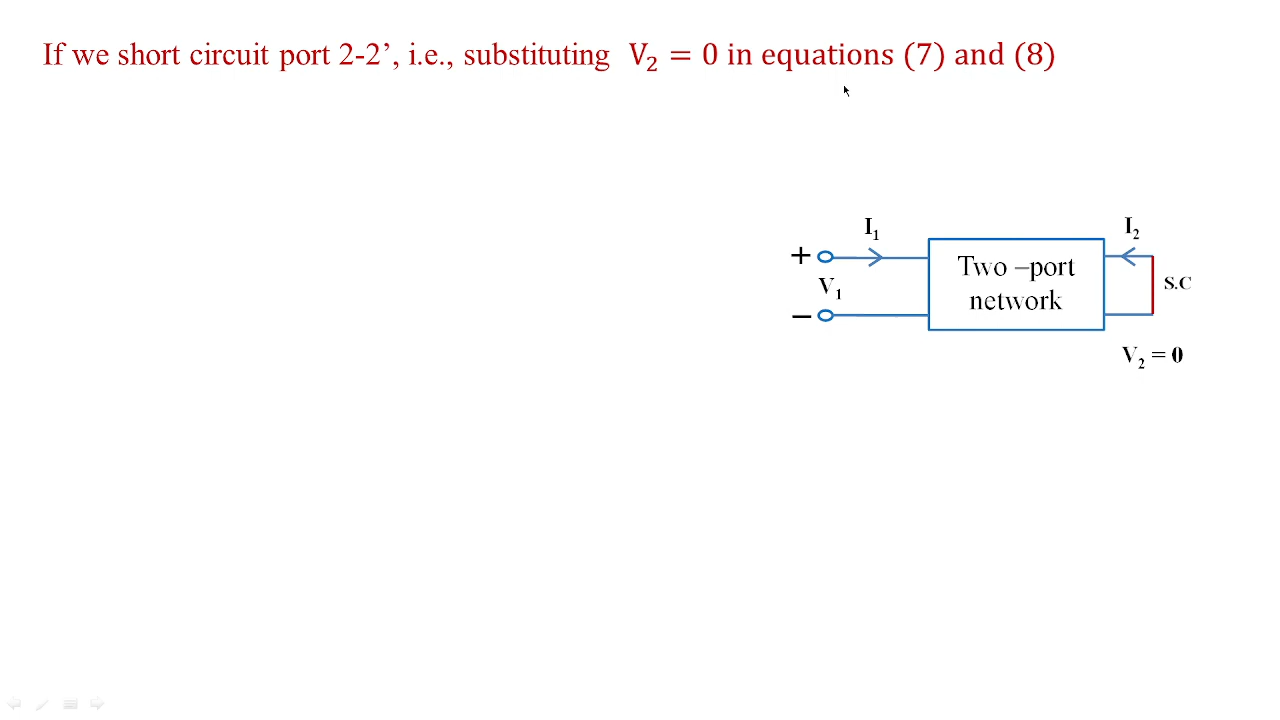 If we short circuit port 2-2’, i.e., substituting V₂ = 0 in equations (7) and (8)
I₁
I₂
+
Two –port
V₁
S.C
network
–
V₂ = 0